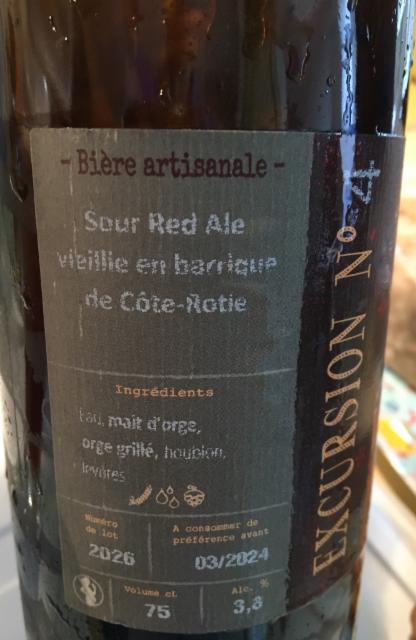 - Bière artisanale -
Sour Red Ale
vieillie en barrique
de Côte-Rotie
Ingrédients
Eau, malt d'orge,
orge grillé, houblon,
levures
Numéro
de lot
2026
A consommer de
préférence avant
03/2024
Volume cL
75
Alc. %
3,8
EXCURSION N° 4